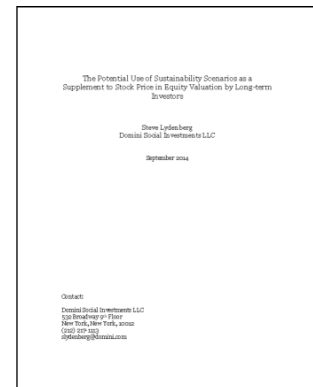 The Potential Use of Sustainability Scenarios as a
Supplement to Stock Price in Equity Valuation by Long-term
Investors
Steve Lydenberg
Domini Social Investments LLC
September 2014
Contact:
Domini Social Investments LLC
532 Broadway 9th Floor
New York, New York, 10012
(212) 217-1113
slydenberg@domini.com